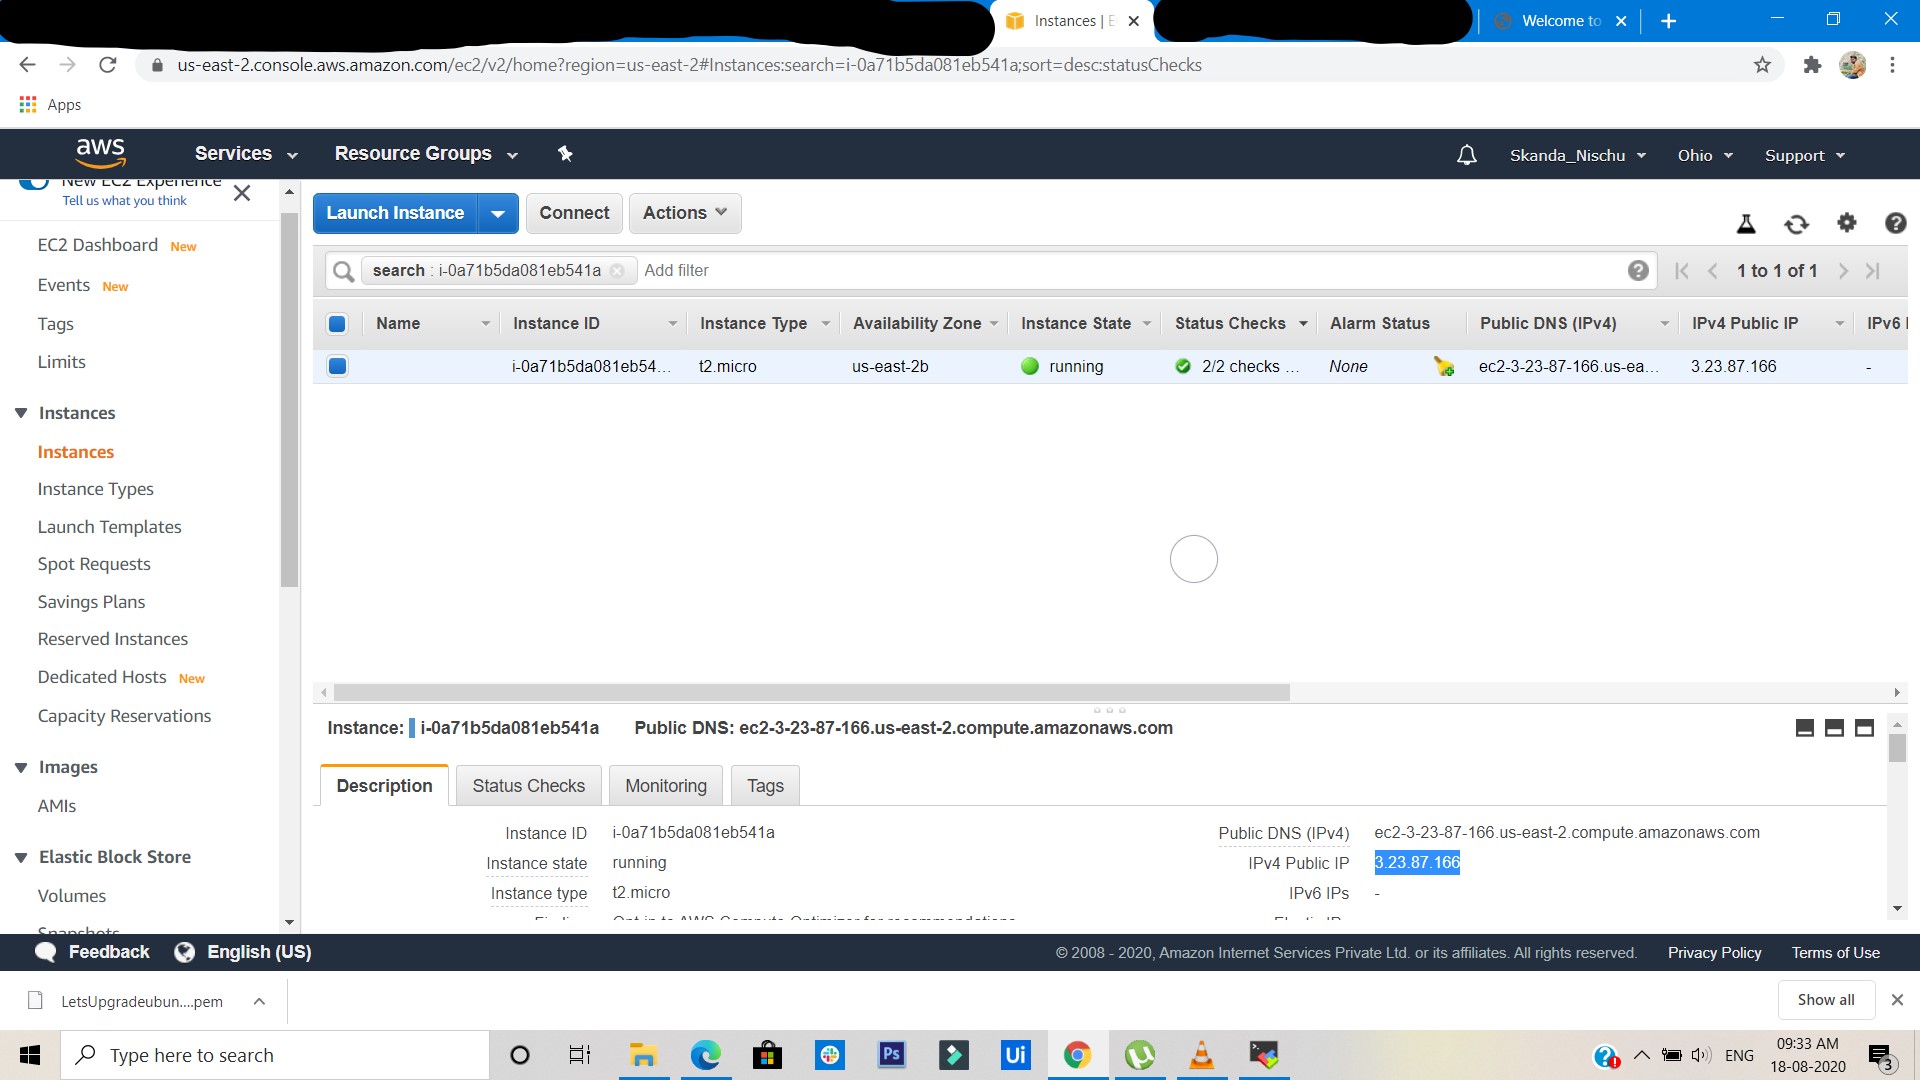 Instances | E
Welcome to
us-east-2.console.aws.amazon.com/ec2/v2/home?region=us-east-2#Instances:search=i-0a71b5da081eb541a;sort=desc:statusChecks
Apps
aws Services Resource Groups Skanda_Nischu Ohio Support
New EC2 Experience
Tell us what you think
EC2 Dashboard New
Events New
Tags
Limits
Instances
Instances
Instance Types
Launch Templates
Spot Requests
Savings Plans
Reserved Instances
Dedicated Hosts New
Capacity Reservations
Images
AMIs
Elastic Block Store
Volumes
Snapshots
Launch Instance Connect Actions
search : i-0a71b5da081eb541a Add filter 1 to 1 of 1
Name Instance ID Instance Type Availability Zone Instance State Status Checks Alarm Status Public DNS (IPv4) IPv4 Public IP IPv6 I
i-0a71b5da081eb54... t2.micro us-east-2b running 2/2 checks ... None ec2-3-23-87-166.us-ea... 3.23.87.166 -
Instance: i-0a71b5da081eb541a Public DNS: ec2-3-23-87-166.us-east-2.compute.amazonaws.com
Description Status Checks Monitoring Tags
Instance ID i-0a71b5da081eb541a Public DNS (IPv4) ec2-3-23-87-166.us-east-2.compute.amazonaws.com
Instance state running IPv4 Public IP 3.23.87.166
Instance type t2.micro IPv6 IPs -
Feedback English (US) © 2008 - 2020, Amazon Internet Services Private Ltd. or its affiliates. All rights reserved. Privacy Policy Terms of Use
LetsUpgradeubun....pem Show all
Type here to search Ps Ui ENG 09:33 AM
18-08-2020 3